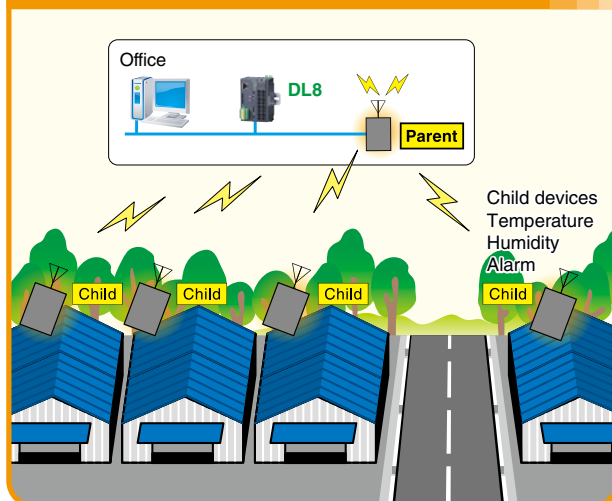 Office
DL8
Parent
Child devices
Temperature
Humidity
Alarm
Child
Child
Child
Child